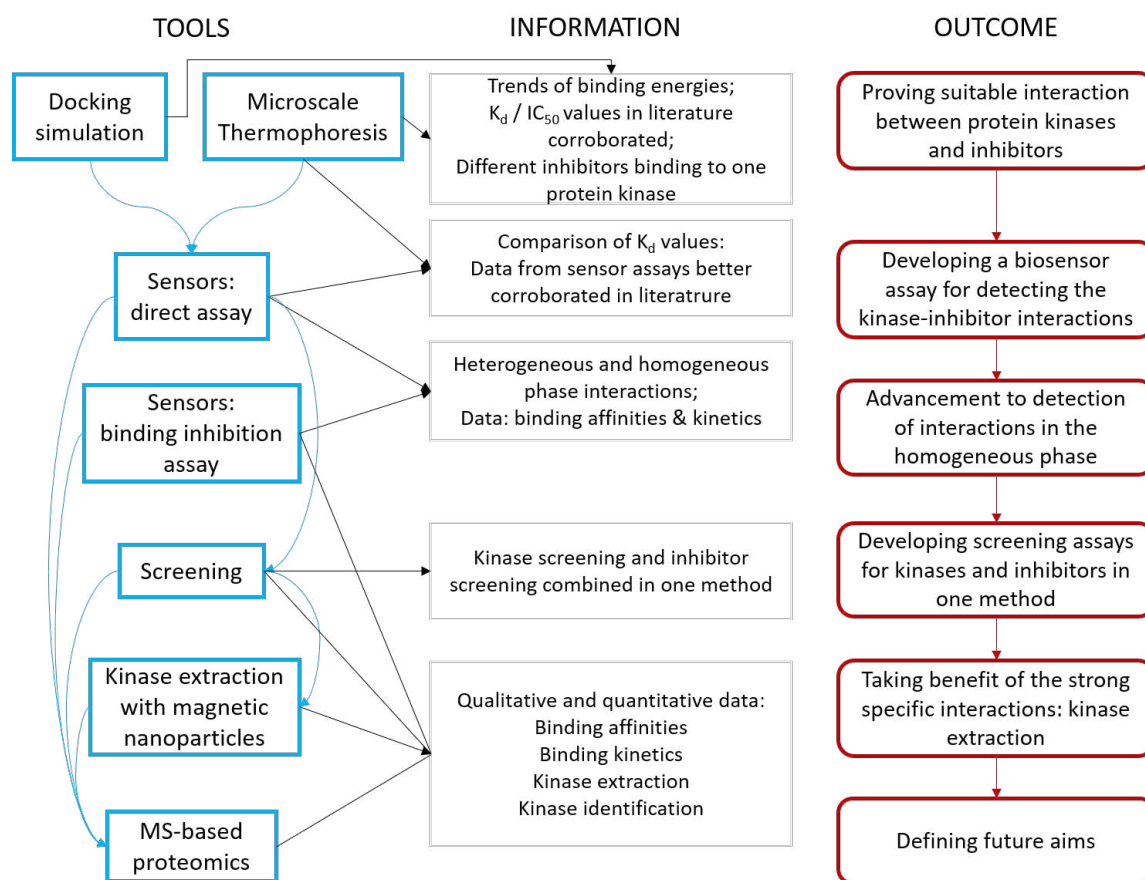 TOOLS
INFORMATION
OUTCOME
Docking
simulation
Microscale
Thermophoresis
Sensors:
direct assay
Sensors:
binding inhibition
assay
Screening
Kinase extraction
with magnetic
nanoparticles
MS-based
proteomics
Trends of binding energies;
K_d / IC_50 values in literature
corroborated;
Different inhibitors binding to one
protein kinase
Comparison of K_d values:
Data from sensor assays better
corroborated in literatrure
Heterogeneous and homogeneous
phase interactions;
Data: binding affinities & kinetics
Kinase screening and inhibitor
screening combined in one method
Qualitative and quantitative data:
Binding affinities
Binding kinetics
Kinase extraction
Kinase identification
Proving suitable interaction
between protein kinases
and inhibitors
Developing a biosensor
assay for detecting the
kinase-inhibitor interactions
Advancement to detection
of interactions in the
homogeneous phase
Developing screening assays
for kinases and inhibitors in
one method
Taking benefit of the strong
specific interactions: kinase
extraction
Defining future aims